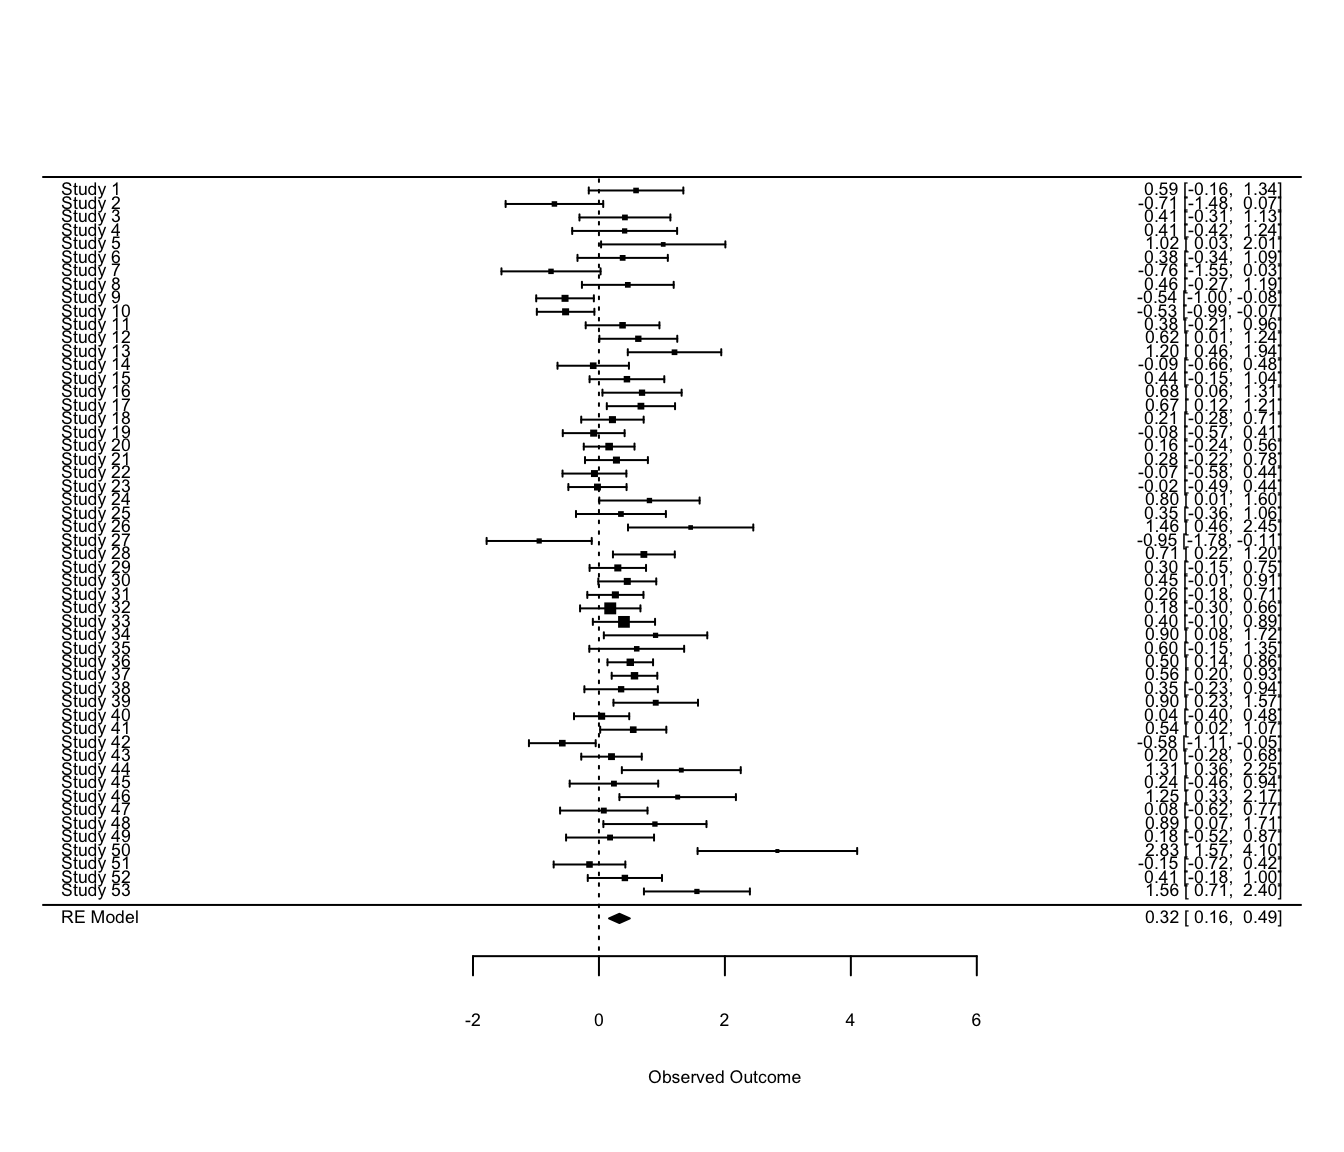 Study 1 0.59 [-0.16, 1.34]
Study 2 -0.71 [-1.48, 0.07]
Study 3 0.41 [-0.31, 1.13]
Study 4 0.41 [-0.42, 1.24]
Study 5 1.02 [ 0.03, 2.01]
Study 6 0.38 [-0.34, 1.09]
Study 7 -0.76 [-1.55, 0.03]
Study 8 0.46 [-0.27, 1.19]
Study 9 -0.54 [-1.00, -0.08]
Study 10 -0.53 [-0.99, -0.07]
Study 11 0.38 [-0.21, 0.96]
Study 12 0.62 [ 0.01, 1.24]
Study 13 1.20 [ 0.46, 1.94]
Study 14 -0.09 [-0.66, 0.48]
Study 15 0.44 [-0.15, 1.04]
Study 16 0.68 [ 0.06, 1.31]
Study 17 0.67 [ 0.12, 1.21]
Study 18 0.21 [-0.28, 0.71]
Study 19 -0.08 [-0.57, 0.41]
Study 20 0.16 [-0.24, 0.56]
Study 21 0.28 [-0.22, 0.78]
Study 22 -0.07 [-0.58, 0.44]
Study 23 -0.02 [-0.49, 0.44]
Study 24 0.80 [ 0.01, 1.60]
Study 25 0.35 [-0.36, 1.06]
Study 26 1.46 [ 0.46, 2.45]
Study 27 -0.95 [-1.78, -0.11]
Study 28 0.71 [ 0.22, 1.20]
Study 29 0.30 [-0.15, 0.75]
Study 30 0.45 [-0.01, 0.91]
Study 31 0.26 [-0.18, 0.71]
Study 32 0.18 [-0.30, 0.66]
Study 33 0.40 [-0.10, 0.89]
Study 34 0.90 [ 0.08, 1.72]
Study 35 0.60 [-0.15, 1.35]
Study 36 0.50 [ 0.14, 0.86]
Study 37 0.56 [ 0.20, 0.93]
Study 38 0.35 [-0.23, 0.94]
Study 39 0.90 [ 0.23, 1.57]
Study 40 0.04 [-0.40, 0.48]
Study 41 0.54 [ 0.02, 1.07]
Study 42 -0.58 [-1.11, -0.05]
Study 43 0.20 [-0.28, 0.68]
Study 44 1.31 [ 0.36, 2.25]
Study 45 0.24 [-0.46, 0.94]
Study 46 1.25 [ 0.33, 2.17]
Study 47 0.08 [-0.62, 0.77]
Study 48 0.89 [ 0.07, 1.71]
Study 49 0.18 [-0.52, 0.87]
Study 50 2.83 [ 1.57, 4.10]
Study 51 -0.15 [-0.72, 0.42]
Study 52 0.41 [-0.18, 1.00]
Study 53 1.56 [ 0.71, 2.40]
RE Model 0.32 [ 0.16, 0.49]
-2 0 2 4 6
Observed Outcome